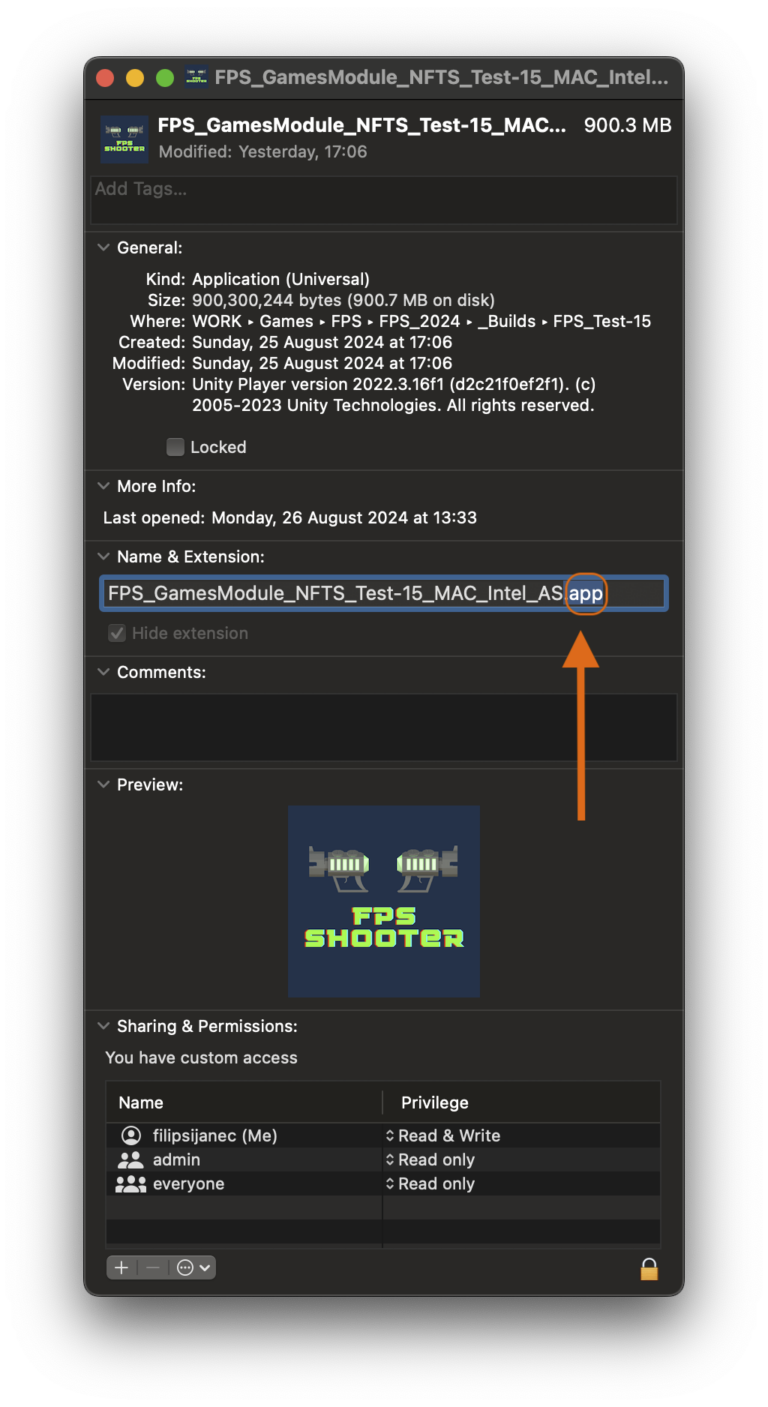 FPS_GamesModule_NFTS_Test-15_MAC_Intel...
FPS_GamesModule_NFTS_Test-15_MAC... 900.3 MB
Modified: Yesterday, 17:06
FPS
SHOOTER
Add Tags...
General:
Kind: Application (Universal)
Size: 900,300,244 bytes (900.7 MB on disk)
Where: WORK ▸ Games ▸ FPS ▸ FPS_2024 ▸ _Builds ▸ FPS_Test-15
Created: Sunday, 25 August 2024 at 17:06
Modified: Sunday, 25 August 2024 at 17:06
Version: Unity Player version 2022.3.16f1 (d2c21f0ef2f1). (c)
2005-2023 Unity Technologies. All rights reserved.
Locked
More Info:
Last opened: Monday, 26 August 2024 at 13:33
Name & Extension:
FPS_GamesModule_NFTS_Test-15_MAC_Intel_AS.app
Hide extension
Comments:
Preview:
FPS
SHOOTER
Sharing & Permissions:
You have custom access
Name Privilege
filipsijanec (Me) Read & Write
admin Read only
everyone Read only